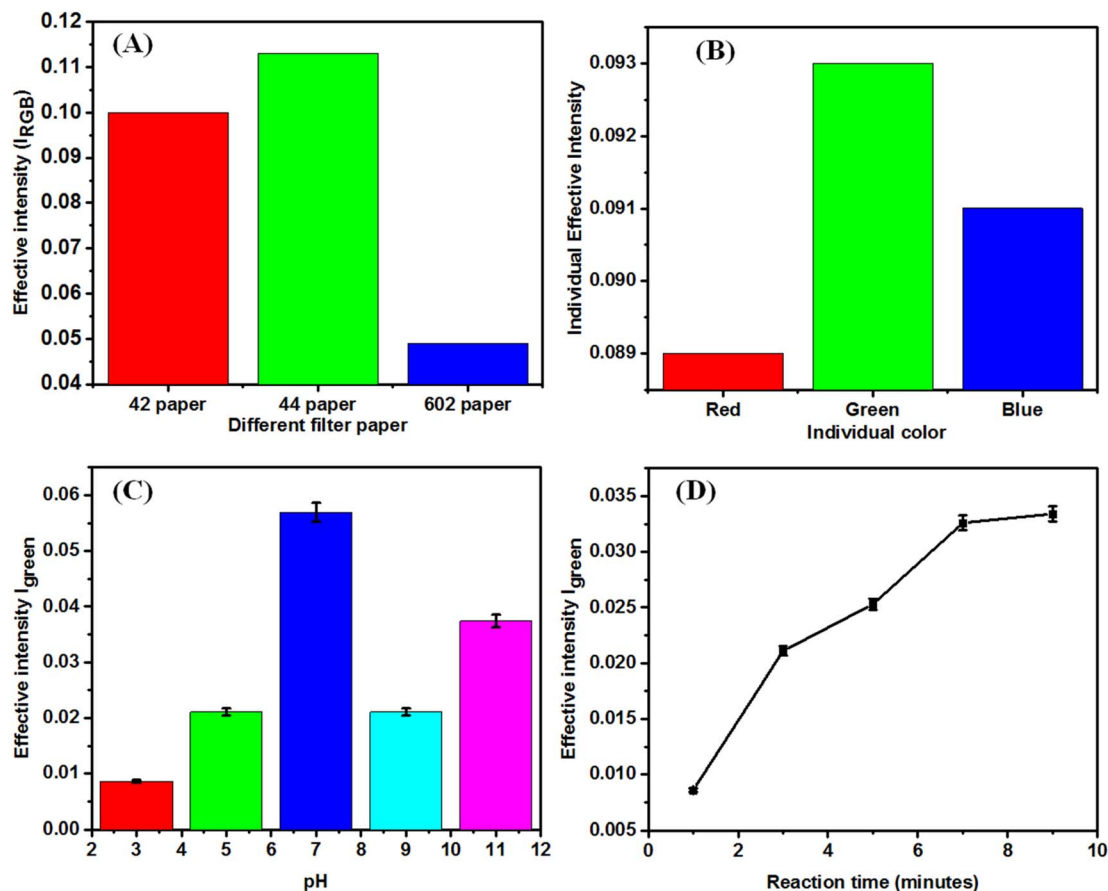 (A)
Effective intensity (I_RGB)
0.12
0.11
0.10
0.09
0.08
0.07
0.06
0.05
0.04
42 paper 44 paper 602 paper
Different filter paper
(B)
Individual Effective Intensity
0.093
0.092
0.091
0.090
0.089
Red Green Blue
Individual color
(C)
Effective intensity I_green
0.06
0.05
0.04
0.03
0.02
0.01
0.00
2 3 4 5 6 7 8 9 10 11 12
pH
(D)
Effective intensity I_green
0.035
0.030
0.025
0.020
0.015
0.010
0.005
0 2 4 6 8 10
Reaction time (minutes)